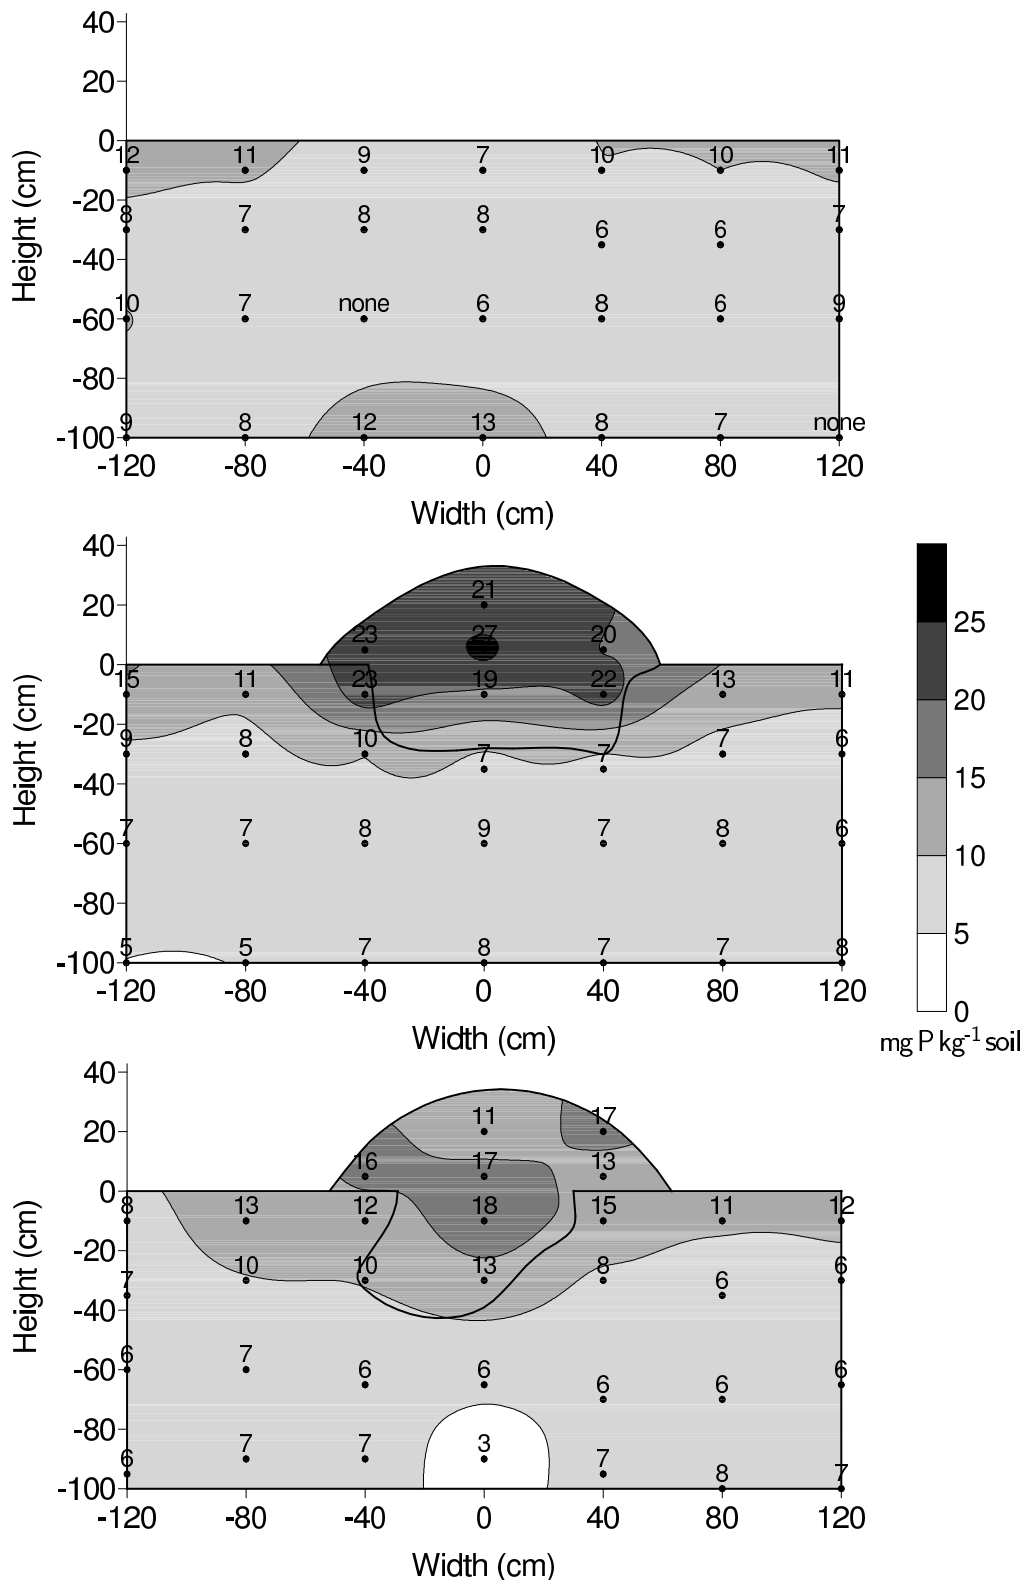 40
20
0
12 11 9 7 10 10 11
-20
8 7 8 8 6 6 7
-40
10 7 none 6 8 6 9
-60
-80
9 8 12 13 8 7 none
-100
-120 -80 -40 0 40 80 120
Height (cm)
Width (cm)
40
21
20
23 27 20
0
15 11 23 19 22 13 11
-20
9 8 10 7 7 7 6
-40
7 7 8 9 7 8 6
-60
-80
5 5 7 8 7 7 8
-100
-120 -80 -40 0 40 80 120
Height (cm)
Width (cm)
25
20
15
10
5
0
mg P kg-1 soil
40
11 17
20
16 17 13
0
8 13 12 18 15 11 12
-20
7 10 10 13 8 6 6
-40
6 7 6 6 6 6 6
-60
-80
6 7 7 3 7 8 7
-100
-120 -80 -40 0 40 80 120
Height (cm)
Width (cm)